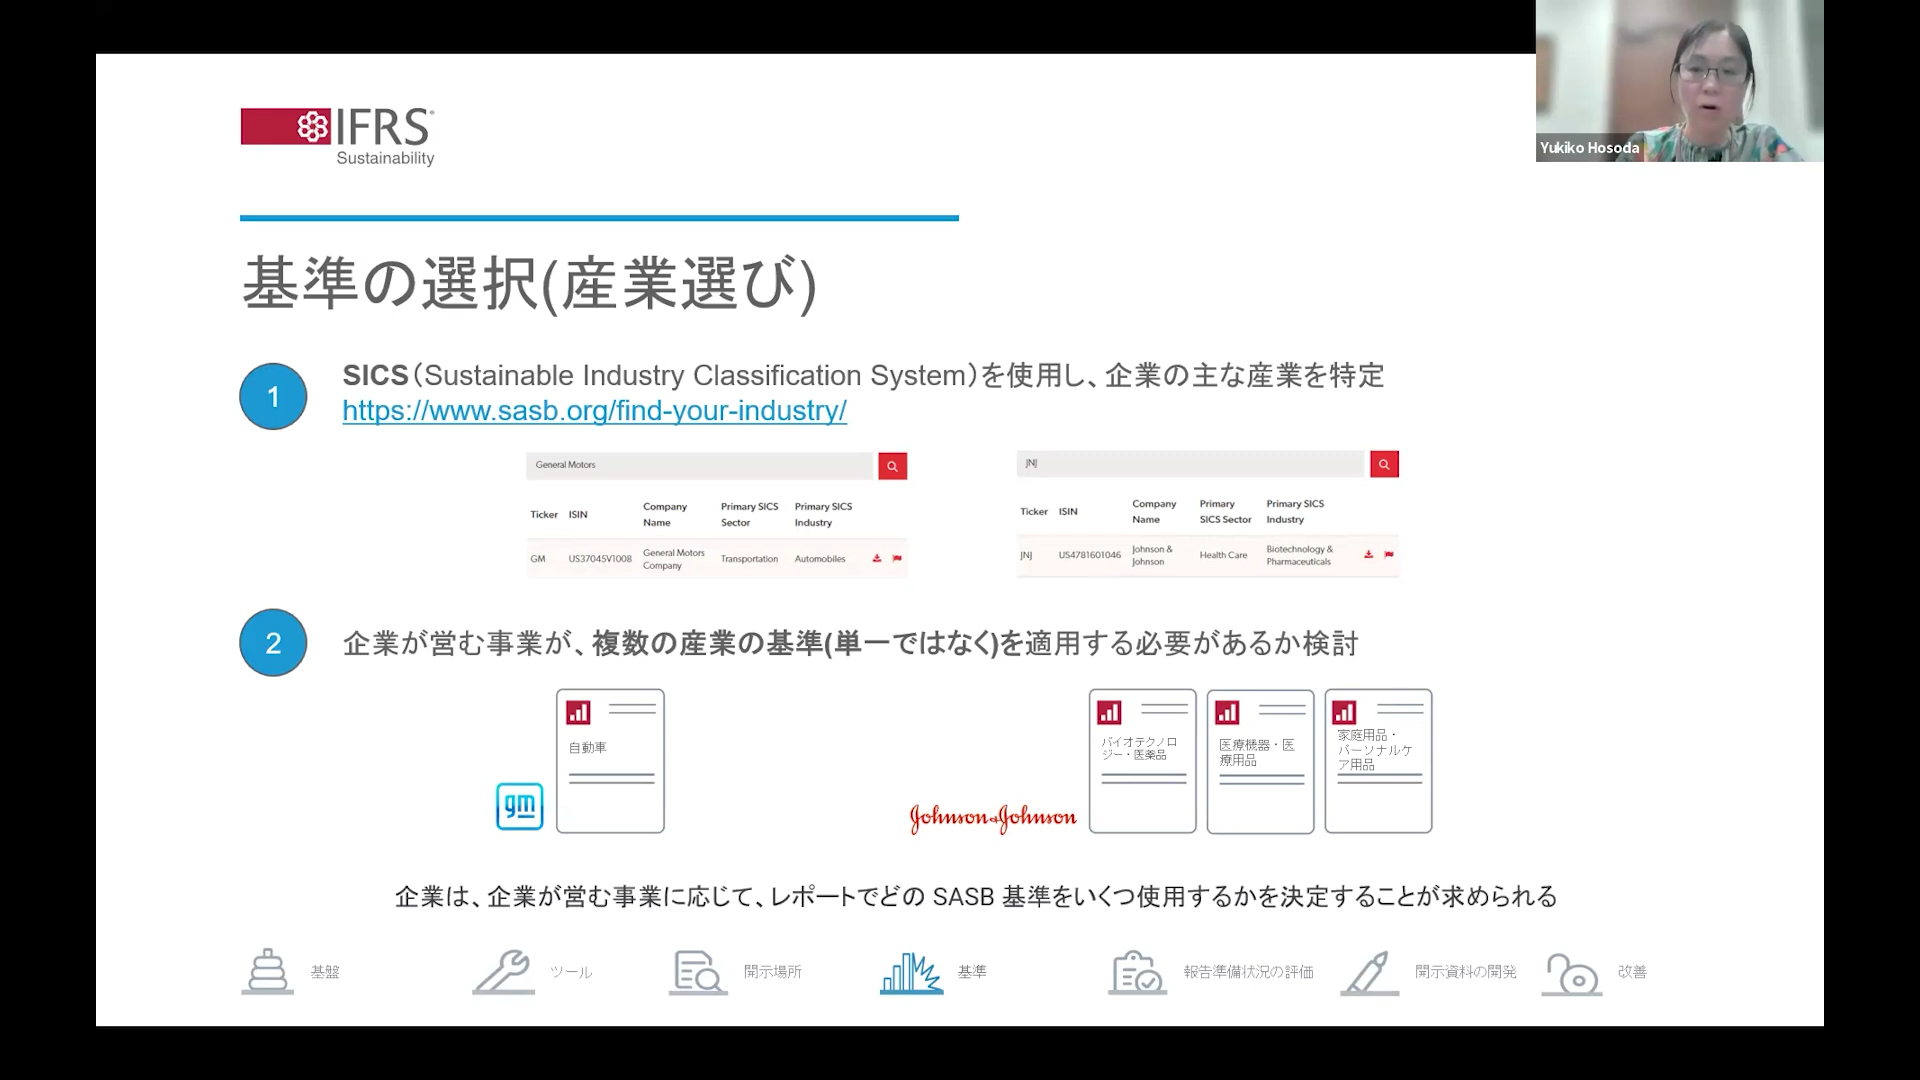 Yukiko Hosoda
IFRS
Sustainability
基準の選択(産業選び)
1
SICS（Sustainable Industry Classification System）を使用し、企業の主な産業を特定
https://www.sasb.org/find-your-industry/
General Motors
Ticker ISIN Company Name Primary SICS Sector Primary SICS Industry
GM US37045V1008 General Motors Company Transportation Automobiles
JNJ
Ticker ISIN Company Name Primary SICS Sector Primary SICS Industry
JNJ US4781601046 Johnson & Johnson Health Care Biotechnology & Pharmaceuticals
2
企業が営む事業が、複数の産業の基準(単一ではなく)を適用する必要があるか検討
自動車
gm
Johnson&Johnson
バイオテクノロ
ジー・医薬品
医療機器・医
療用品
家庭用品・
パーソナルケ
ア用品
企業は、企業が営む事業に応じて、レポートでどの SASB 基準をいくつ使用するかを決定することが求められる
基盤
ツール
開示場所
基準
報告準備状況の評価
開示資料の開発
改善